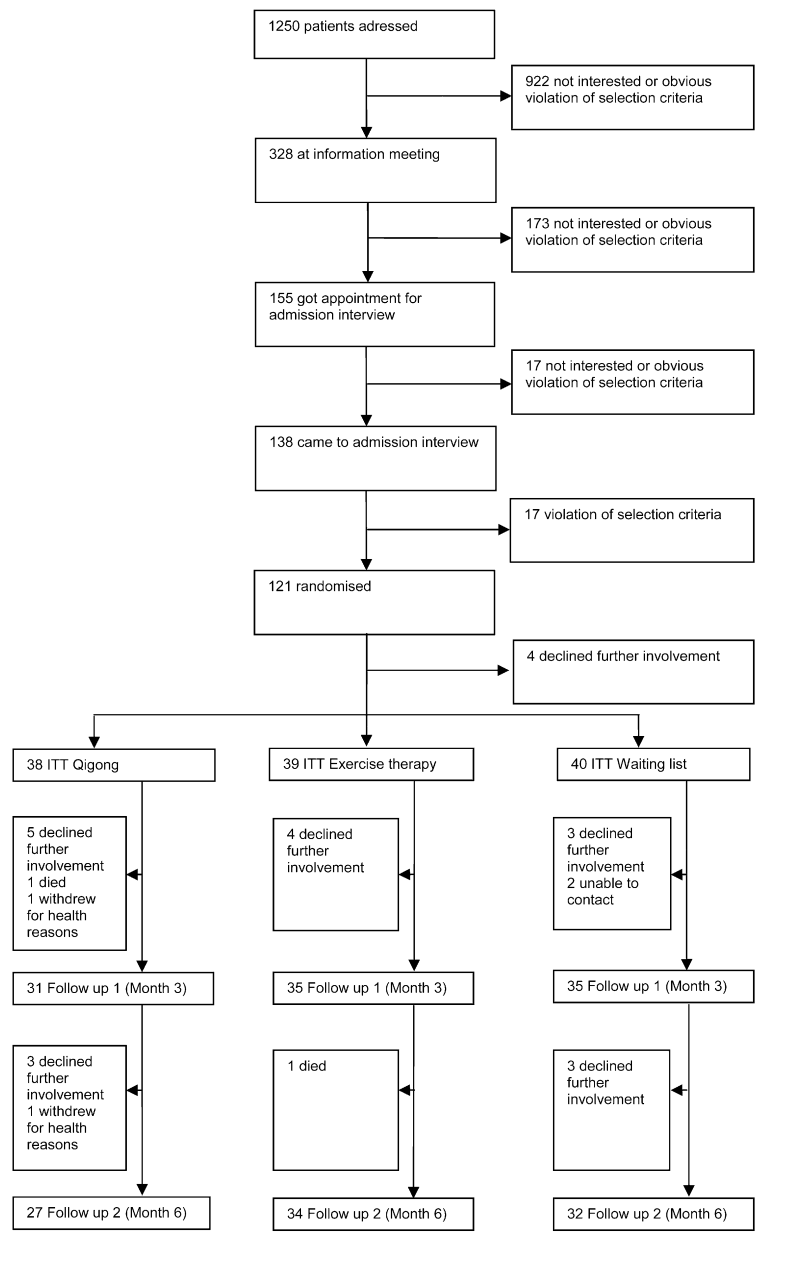 1250 patients adressed
922 not interested or obvious
violation of selection criteria
328 at information meeting
173 not interested or obvious
violation of selection criteria
155 got appointment for
admission interview
17 not interested or obvious
violation of selection criteria
138 came to admission interview
17 violation of selection criteria
121 randomised
4 declined further involvement
38 ITT Qigong
39 ITT Exercise therapy
40 ITT Waiting list
5 declined
further
involvement
1 died
1 withdrew
for health
reasons
4 declined
further
involvement
3 declined
further
involvement
2 unable to
contact
31 Follow up 1 (Month 3)
35 Follow up 1 (Month 3)
35 Follow up 1 (Month 3)
3 declined
further
involvement
1 withdrew
for health
reasons
1 died
3 declined
further
involvement
27 Follow up 2 (Month 6)
34 Follow up 2 (Month 6)
32 Follow up 2 (Month 6)